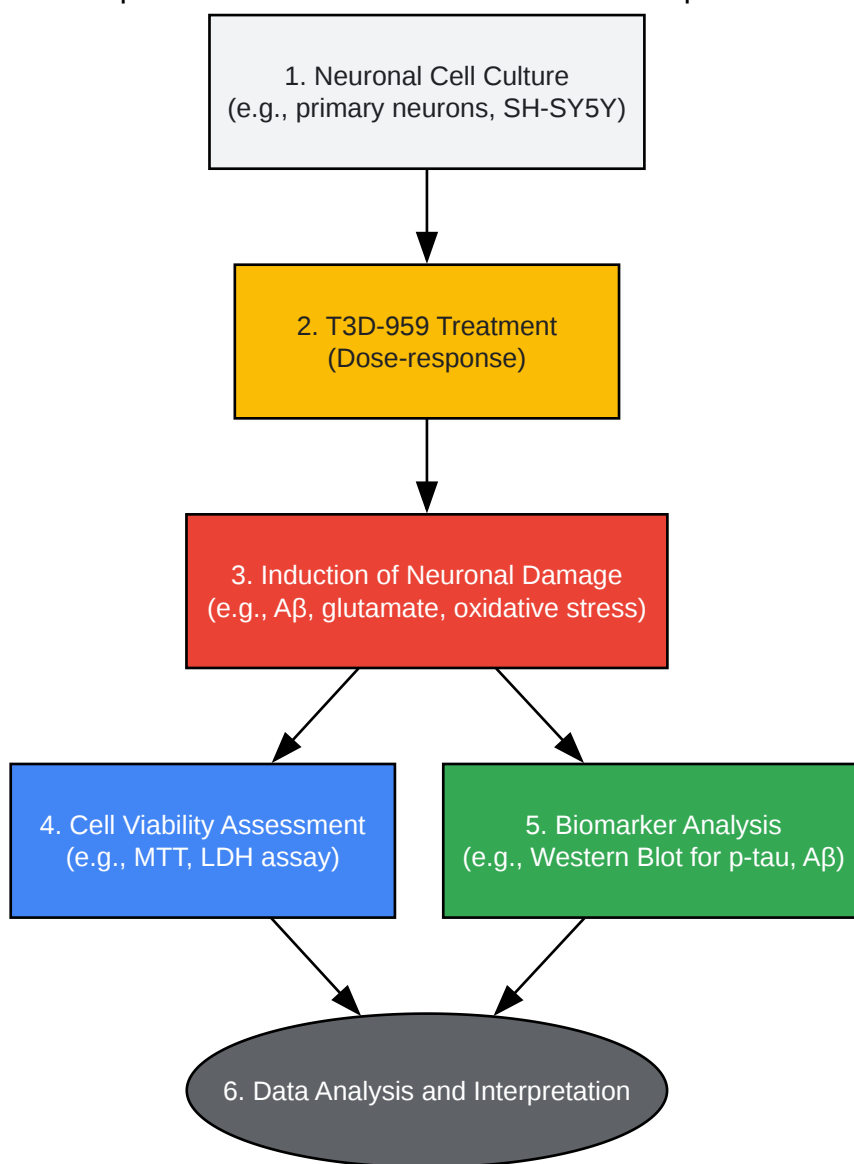 1. Neuronal Cell Culture
(e.g., primary neurons, SH-SY5Y)
2. T3D-959 Treatment
(Dose-response)
3. Induction of Neuronal Damage
(e.g., Aβ, glutamate, oxidative stress)
4. Cell Viability Assessment
(e.g., MTT, LDH assay)
5. Biomarker Analysis
(e.g., Western Blot for p-tau, Aβ)
6. Data Analysis and Interpretation